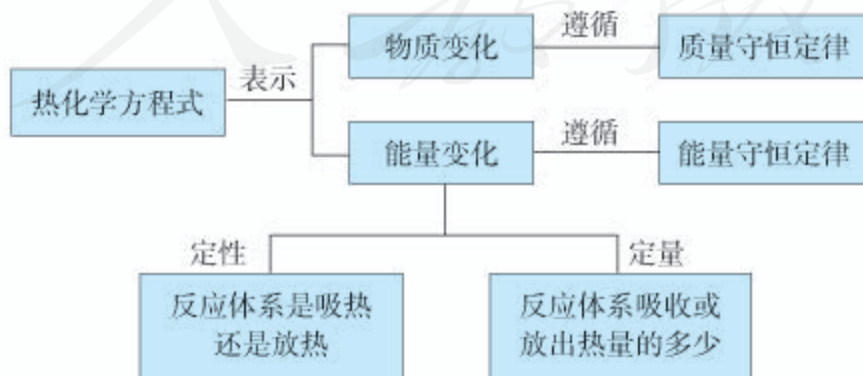 物质变化
遵循
质量守恒定律
热化学方程式
表示
能量变化
遵循
能量守恒定律
定性
定量
反应体系是吸热
还是放热
反应体系吸收或
放出热量的多少